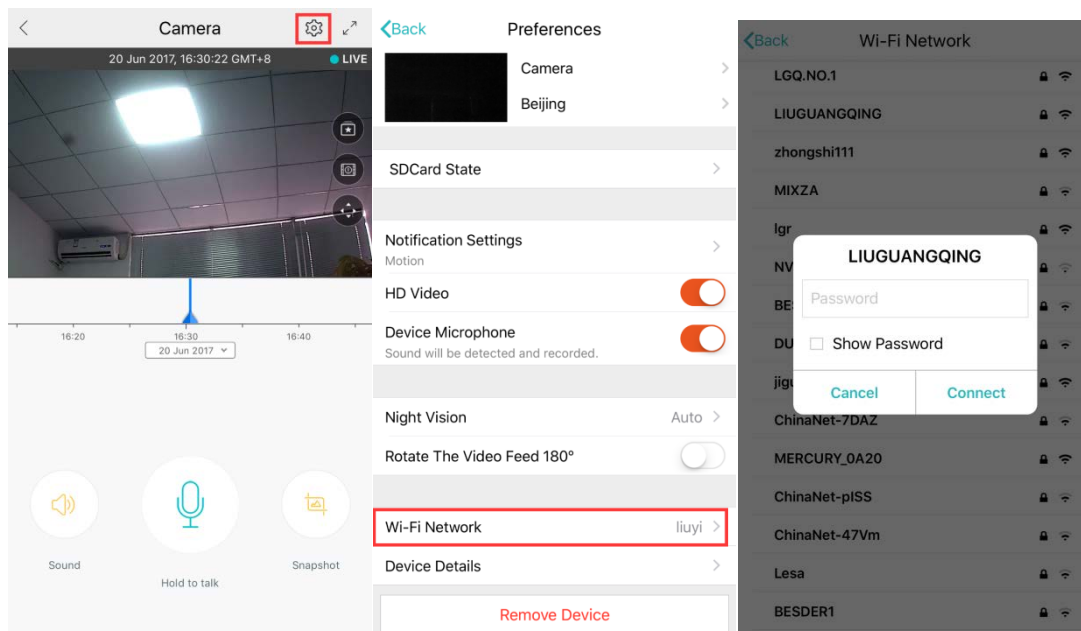 Camera
20 Jun 2017, 16:30:22 GMT+8
LIVE
16:20
16:30
16:40
20 Jun 2017
Sound
Hold to talk
Snapshot
Back
Preferences
Camera
Beijing
SDCard State
Notification Settings
Motion
HD Video
Device Microphone
Sound will be detected and recorded.
Night Vision Auto
Rotate The Video Feed 180°
Wi-Fi Network liuyi
Device Details
Remove Device
Back
Wi-Fi Network
LGQ.NO.1
LIUGUANGQING
zhongshi111
MIXZA
lgr
NV
BE
DU
jigu
LIUGUANGQING
Password
Show Password
Cancel Connect
ChinaNet-7DAZ
MERCURY_0A20
ChinaNet-pISS
ChinaNet-47Vm
Lesa
BESDER1